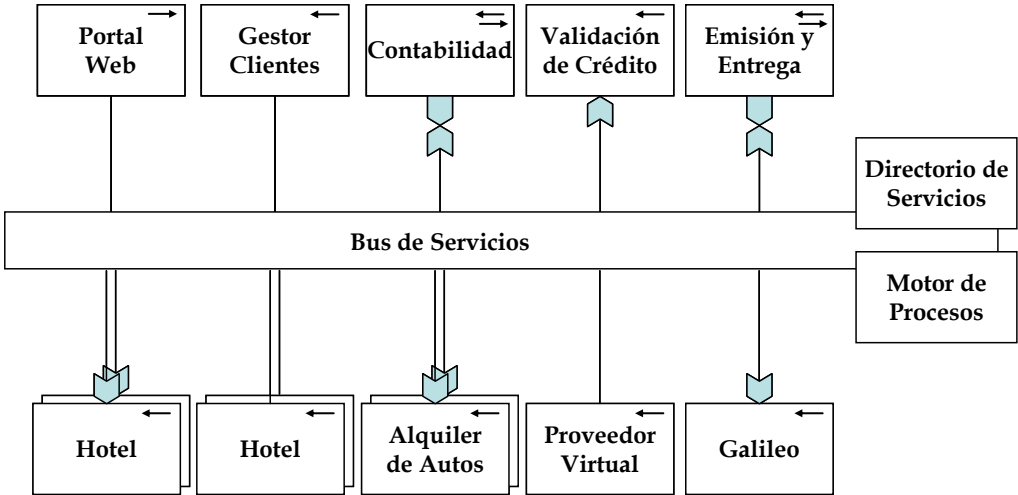 Portal
Web
Gestor
Clientes
Contabilidad
Validación
de Crédito
Emisión y
Entrega
Directorio de
Servicios
Bus de Servicios
Motor de
Procesos
Hotel
Hotel
Alquiler
de Autos
Proveedor
Virtual
Galileo